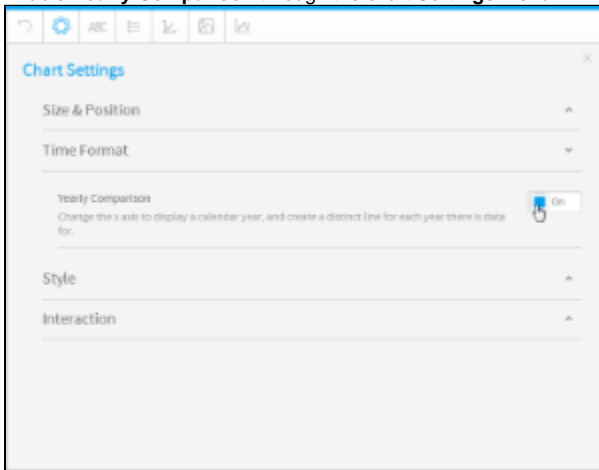 ABC
Chart Settings
Size & Position
Time Format
Yearly Comparison
On
Change the x axis to display a calendar year, and create a distinct line for each year there is data
for.
Style
Interaction